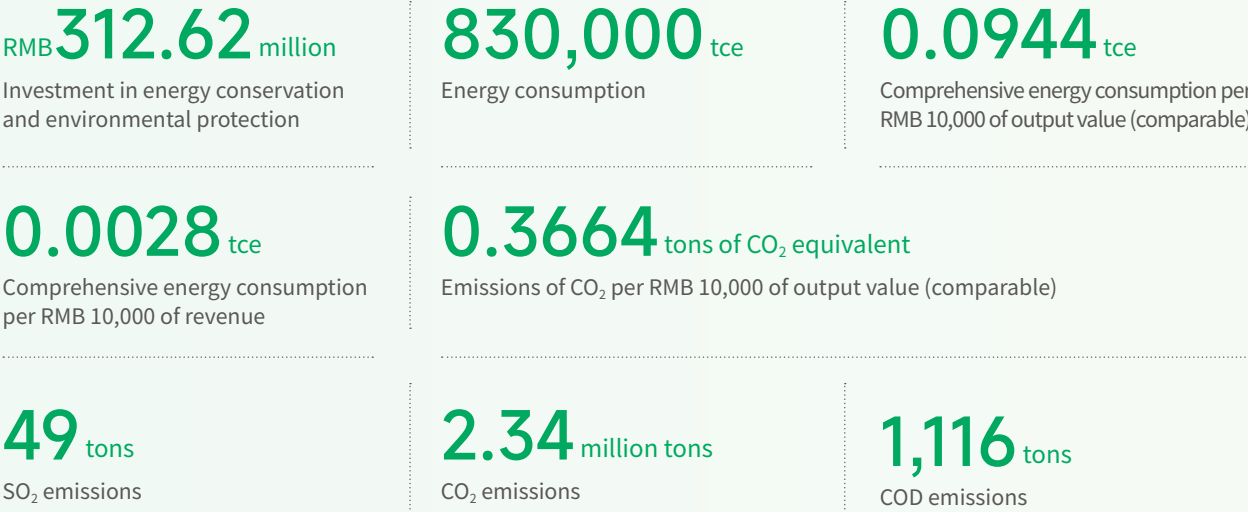 RMB312.62 million
Investment in energy conservation
and environmental protection
830,000 tce
Energy consumption
0.0944 tce
Comprehensive energy consumption per
RMB 10,000 of output value (comparable)
0.0028 tce
Comprehensive energy consumption
per RMB 10,000 of revenue
0.3664 tons of CO₂ equivalent
Emissions of CO₂ per RMB 10,000 of output value (comparable)
49 tons
SO₂ emissions
2.34 million tons
CO₂ emissions
1,116 tons
COD emissions